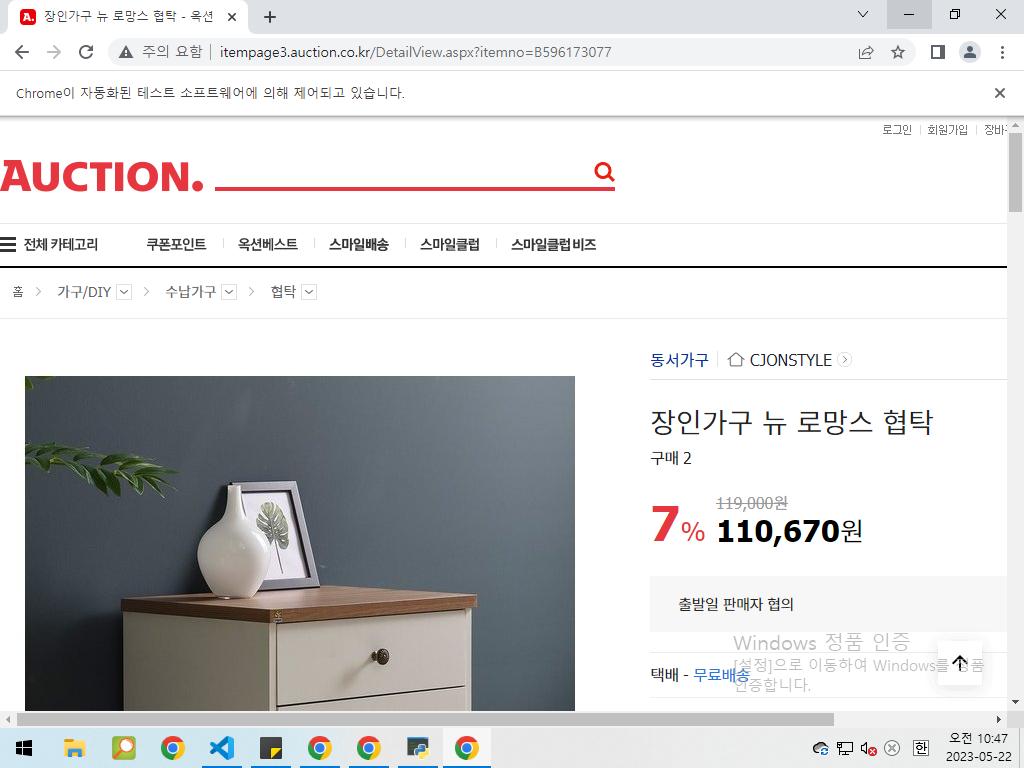 장인가구 뉴 로망스 협탁 - 옥션
주의 요함 itempage3.auction.co.kr/DetailView.aspx?itemno=B596173077
Chrome이 자동화된 테스트 소프트웨어에 의해 제어되고 있습니다.
로그인 회원가입 장바
AUCTION.
전체 카테고리 쿠폰포인트 옥션베스트 스마일배송 스마일클럽 스마일클럽 비즈
홈 가구/DIY 수납가구 협탁
동서가구 CJONSTYLE
장인가구 뉴 로망스 협탁
구매 2
119,000원
7% 110,670원
출발일 판매자 협의
Windows 정품 인증
[설정]으로 이동하여 Windows를 정품
인증합니다.
택배 - 무료배송
한
오전 10:47
2023-05-22